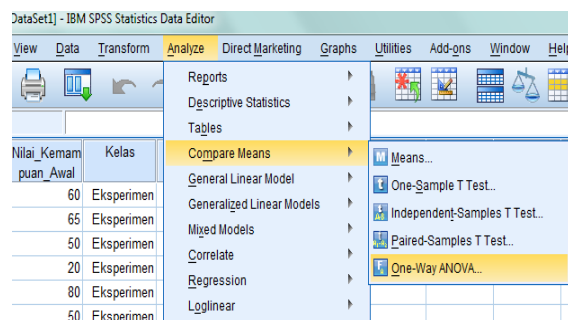 DataSet1] - IBM SPSS Statistics Data Editor
View Data Transform Analyze Direct Marketing Graphs Utilities Add-ons Window Help
Reports
Descriptive Statistics
Tables
Compare Means
General Linear Model
Generalized Linear Models
Mixed Models
Correlate
Regression
Loglinear
Means...
One-Sample T Test...
Independent-Samples T Test...
Paired-Samples T Test...
One-Way ANOVA...
Nilai_Kemam
puan_Awal
Kelas
60 Eksperimen
65 Eksperimen
50 Eksperimen
20 Eksperimen
80 Eksperimen
50 Eksperimen